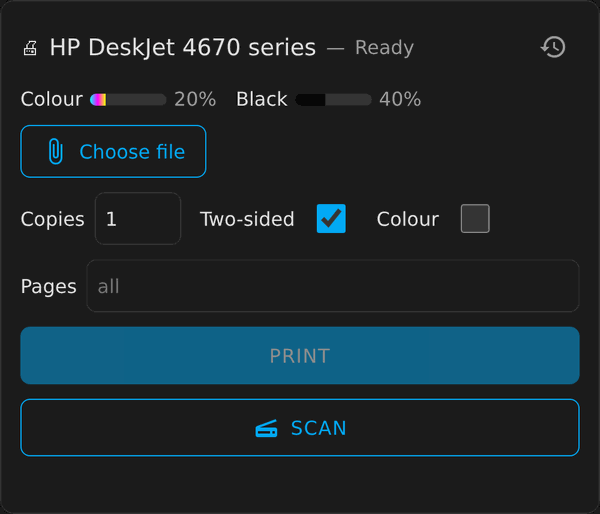 HP DeskJet 4670 series — Ready
Colour 20% Black 40%
Choose file
Copies 1 Two-sided Colour
Pages all
PRINT
SCAN